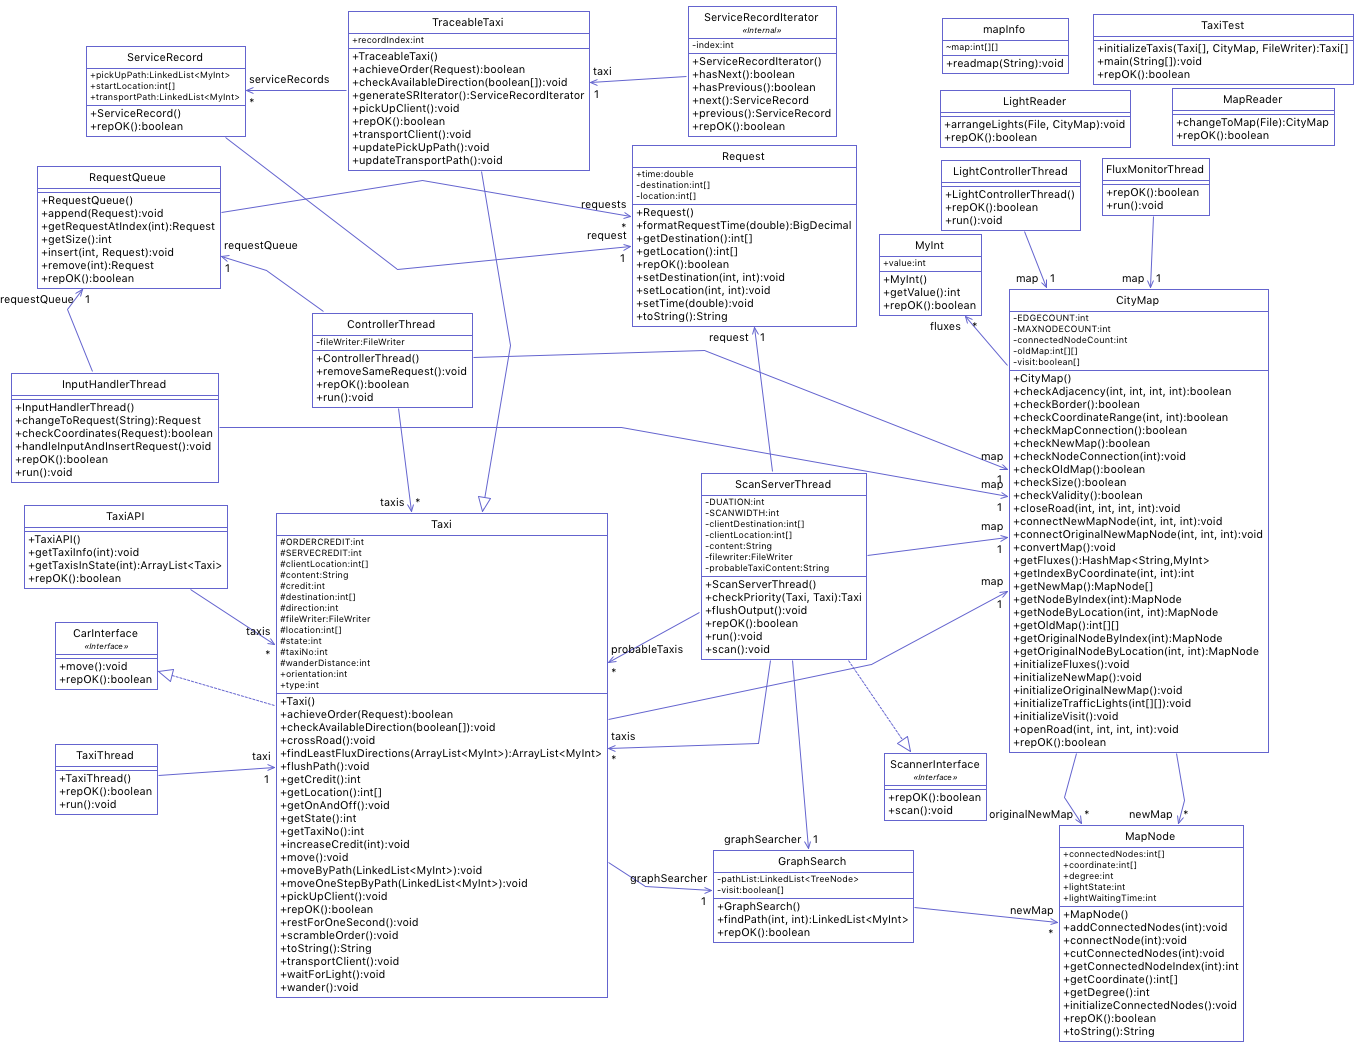 TraceableTaxi
+recordIndex:int
+TraceableTaxi()
+achieveOrder(Request):boolean
+checkAvailableDirection(boolean[]):void
+generateSRIterator():ServiceRecordIterator
+pickUpClient():void
+repOK():boolean
+transportClient():void
+updatePickUpPath():void
+updateTransportPath():void
ServiceRecordIterator
«Internal»
-index:int
+ServiceRecordIterator()
+hasNext():boolean
+hasPrevious():boolean
+next():ServiceRecord
+previous():ServiceRecord
+repOK():boolean
mapInfo
~map:int[][]
+readmap(String):void
TaxiTest
+initializeTaxis(Taxi[], CityMap, FileWriter):Taxi[]
+main(String[]):void
+repOK():boolean
ServiceRecord
+pickUpPath:LinkedList<MyInt>
+startLocation:int[]
+transportPath:LinkedList<MyInt>
+ServiceRecord()
+repOK():boolean
serviceRecords
*
taxi
1
LightReader
+arrangeLights(File, CityMap):void
+repOK():boolean
MapReader
+changeToMap(File):CityMap
+repOK():boolean
Request
+time:double
-destination:int[]
-location:int[]
+Request()
+formatRequestTime(double):BigDecimal
+getDestination():int[]
+getLocation():int[]
+repOK():boolean
+setDestination(int, int):void
+setLocation(int, int):void
+setTime(double):void
+toString():String
RequestQueue
+RequestQueue()
+append(Request):void
+getRequestAtIndex(int):Request
+getSize():int
+insert(int, Request):void
+remove(int):Request
+repOK():boolean
requests
*
request
1
requestQueue
1
requestQueue
1
LightControllerThread
+LightControllerThread()
+repOK():boolean
+run():void
FluxMonitorThread
+repOK():boolean
+run():void
MyInt
+value:int
+MyInt()
+getValue():int
+repOK():boolean
map
1
map
1
fluxes
*
ControllerThread
-fileWriter:FileWriter
+ControllerThread()
+removeSameRequest():void
+repOK():boolean
+run():void
request
1
CityMap
-EDGECOUNT:int
-MAXNODECOUNT:int
-connectedNodeCount:int
-oldMap:int[][]
-visit:boolean[]
+CityMap()
+checkAdjacency(int, int, int, int):boolean
+checkBorder():boolean
+checkCoordinateRange(int, int):boolean
+checkMapConnection():boolean
+checkNewMap():boolean
+checkNodeConnection(int):void
+checkOldMap():boolean
+checkSize():boolean
+checkValidity():boolean
+closeRoad(int, int, int, int):void
+connectNewMapNode(int, int, int):void
+connectOriginalNewMapNode(int, int, int):void
+convertMap():void
+getFluxes():HashMap<String,MyInt>
+getIndexByCoordinate(int, int):int
+getNewMap():MapNode[]
+getNodeByIndex(int):MapNode
+getNodeByLocation(int, int):MapNode
+getOldMap():int[][]
+getOriginalNodeByIndex(int):MapNode
+getOriginalNodeByLocation(int, int):MapNode
+initializeFluxes():void
+initializeNewMap():void
+initializeOriginalNewMap():void
+initializeTrafficLights(int[][]):void
+initializeVisit():void
+openRoad(int, int, int, int):void
+repOK():boolean
InputHandlerThread
+InputHandlerThread()
+changeToRequest(String):Request
+checkCoordinates(Request):boolean
+handleInputAndInsertRequest():void
+repOK():boolean
+run():void
map
1
map
1
map
1
map
1
taxis
*
ScanServerThread
-DUATION:int
-SCANWIDTH:int
-clientDestination:int[]
-clientLocation:int[]
-content:String
-filewriter:FileWriter
-probableTaxiContent:String
+ScanServerThread()
+checkPriority(Taxi, Taxi):Taxi
+flushOutput():void
+repOK():boolean
+run():void
+scan():void
TaxiAPI
+TaxiAPI()
+getTaxiInfo(int):void
+getTaxisInState(int):ArrayList<Taxi>
+repOK():boolean
taxis
*
Taxi
#ORDERCREDIT:int
#SERVECREDIT:int
#clientLocation:int[]
#content:String
#credit:int
#destination:int[]
#direction:int
#fileWriter:FileWriter
#location:int[]
#state:int
#taxiNo:int
#wanderDistance:int
+orientation:int
+type:int
+Taxi()
+achieveOrder(Request):boolean
+checkAvailableDirection(boolean[]):void
+crossRoad():void
+findLeastFluxDirections(ArrayList<MyInt>):ArrayList<MyInt>
+flushPath():void
+getCredit():int
+getLocation():int[]
+getOnAndOff():void
+getState():int
+getTaxiNo():int
+increaseCredit(int):void
+move():void
+moveByPath(LinkedList<MyInt>):void
+moveOneStepByPath(LinkedList<MyInt>):void
+pickUpClient():void
+repOK():boolean
+restForOneSecond():void
+scrambleOrder():void
+toString():String
+transportClient():void
+waitForLight():void
+wander():void
CarInterface
«Interface»
+move():void
+repOK():boolean
probableTaxis
*
taxis
*
TaxiThread
+TaxiThread()
+repOK():boolean
+run():void
taxi
1
ScannerInterface
«Interface»
+repOK():boolean
+scan():void
graphSearcher
1
graphSearcher
1
GraphSearch
-pathList:LinkedList<TreeNode>
-visit:boolean[]
+GraphSearch()
+findPath(int, int):LinkedList<MyInt>
+repOK():boolean
originalNewMap
*
newMap
*
newMap
*
MapNode
+connectedNodes:int[]
+coordinate:int[]
+degree:int
+lightState:int
+lightWaitingTime:int
+MapNode()
+addConnectedNodes(int):void
+connectNode(int):void
+cutConnectedNodes(int):void
+getConnectedNodeIndex(int):int
+getCoordinate():int[]
+getDegree():int
+initializeConnectedNodes():void
+repOK():boolean
+toString():String